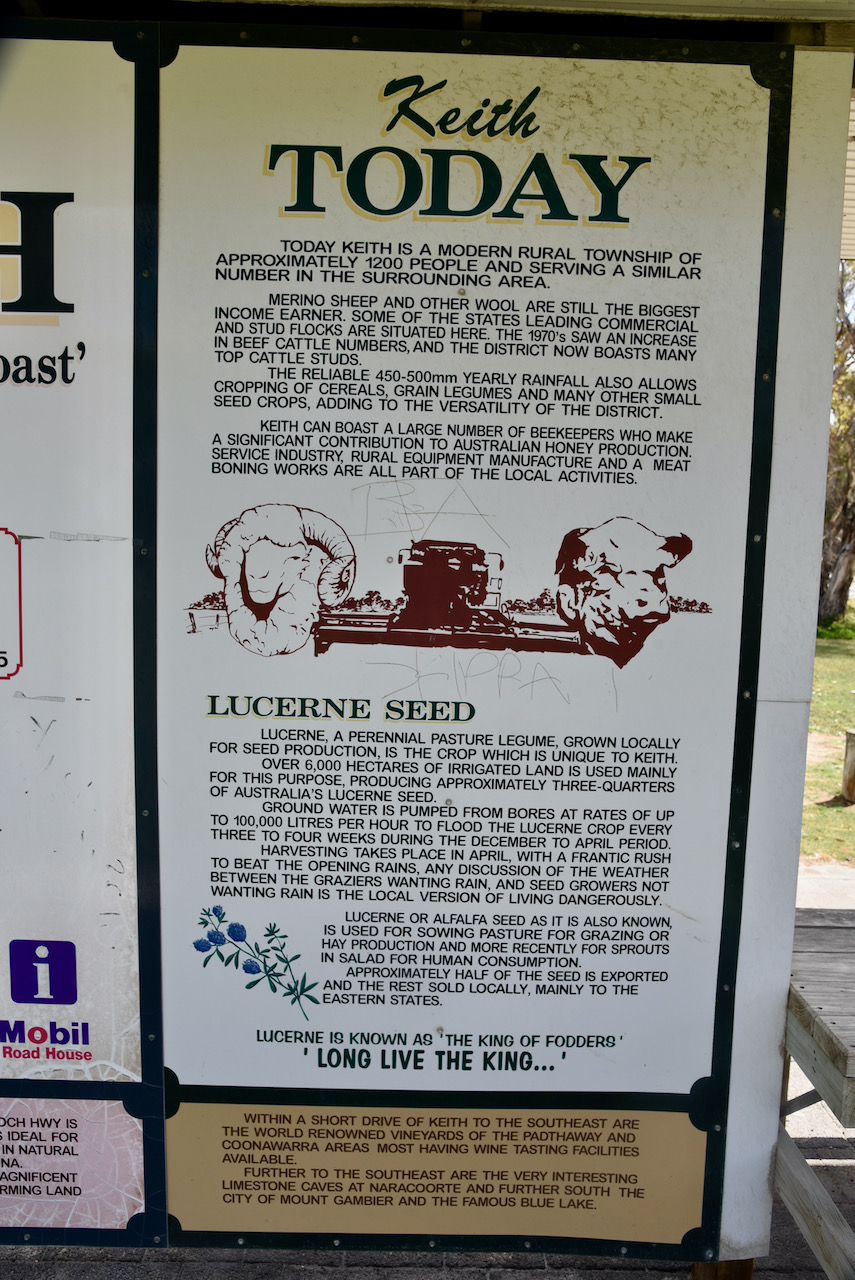 Keith
TODAY
TODAY KEITH IS A MODERN RURAL TOWNSHIP OF
APPROXIMATELY 1200 PEOPLE AND SERVING A SIMILAR
NUMBER IN THE SURROUNDING AREA.
MERINO SHEEP AND OTHER WOOL ARE STILL THE BIGGEST
INCOME EARNER. SOME OF THE STATES LEADING COMMERCIAL
AND STUD FLOCKS ARE SITUATED HERE. THE 1970's SAW AN INCREASE
IN BEEF CATTLE NUMBERS, AND THE DISTRICT NOW BOASTS MANY
TOP CATTLE STUDS.
THE RELIABLE 450-500mm YEARLY RAINFALL ALSO ALLOWS
CROPPING OF CEREALS, GRAIN LEGUMES AND MANY OTHER SMALL
SEED CROPS, ADDING TO THE VERSATILITY OF THE DISTRICT.
KEITH CAN BOAST A LARGE NUMBER OF BEEKEEPERS WHO MAKE
A SIGNIFICANT CONTRIBUTION TO AUSTRALIAN HONEY PRODUCTION.
SERVICE INDUSTRY, RURAL EQUIPMENT MANUFACTURE AND A MEAT
BONING WORKS ARE ALL PART OF THE LOCAL ACTIVITIES.
LUCERNE SEED
LUCERNE, A PERENNIAL PASTURE LEGUME, GROWN LOCALLY
FOR SEED PRODUCTION, IS THE CROP WHICH IS UNIQUE TO KEITH.
OVER 6,000 HECTARES OF IRRIGATED LAND IS USED MAINLY
FOR THIS PURPOSE, PRODUCING APPROXIMATELY THREE-QUARTERS
OF AUSTRALIA'S LUCERNE SEED.
GROUND WATER IS PUMPED FROM BORES AT RATES OF UP
TO 100,000 LITRES PER HOUR TO FLOOD THE LUCERNE CROP EVERY
THREE TO FOUR WEEKS DURING THE DECEMBER TO APRIL PERIOD.
HARVESTING TAKES PLACE IN APRIL, WITH A FRANTIC RUSH
TO BEAT THE OPENING RAINS, ANY DISCUSSION OF THE WEATHER
BETWEEN THE GRAZIERS WANTING RAIN, AND SEED GROWERS NOT
WANTING RAIN IS THE LOCAL VERSION OF LIVING DANGEROUSLY.
LUCERNE OR ALFALFA SEED AS IT IS ALSO KNOWN,
IS USED FOR SOWING PASTURE FOR GRAZING OR
HAY PRODUCTION AND MORE RECENTLY FOR SPROUTS
IN SALAD FOR HUMAN CONSUMPTION.
APPROXIMATELY HALF OF THE SEED IS EXPORTED
AND THE REST SOLD LOCALLY, MAINLY TO THE
EASTERN STATES.
LUCERNE IS KNOWN AS 'THE KING OF FODDERS'
'LONG LIVE THE KING...'
WITHIN A SHORT DRIVE OF KEITH TO THE SOUTHEAST ARE
THE WORLD RENOWNED VINEYARDS OF THE PADTHAWAY AND
COONAWARRA AREAS MOST HAVING WINE TASTING FACILITIES
AVAILABLE.
FURTHER TO THE SOUTHEAST ARE THE VERY INTERESTING
LIMESTONE CAVES AT NARACOORTE AND FURTHER SOUTH THE
CITY OF MOUNT GAMBIER AND THE FAMOUS BLUE LAKE.
H
oast'
5
i
Mobil
Road House
OCH HWY IS
IDEAL FOR
IN NATURAL
NA.
AGNIFICENT
RMING LAND